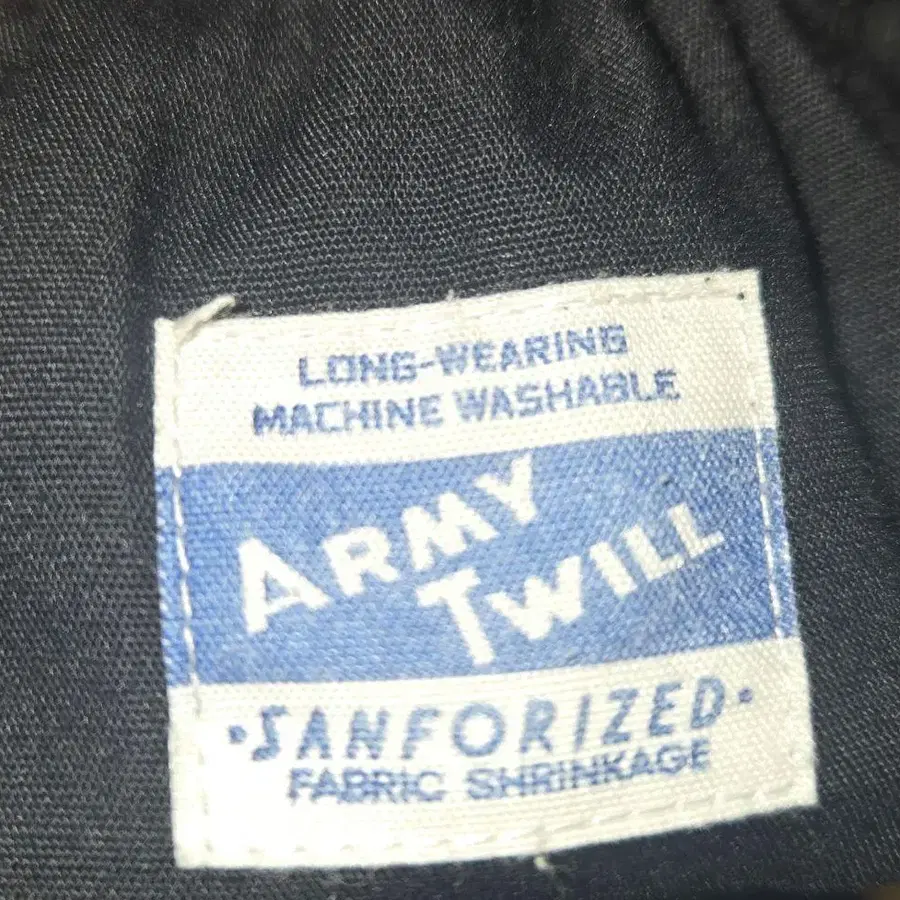 LONG-WEARING
MACHINE WASHABLE
ARMY
TWILL
•SANFORIZED•
FABRIC SHRINKAGE